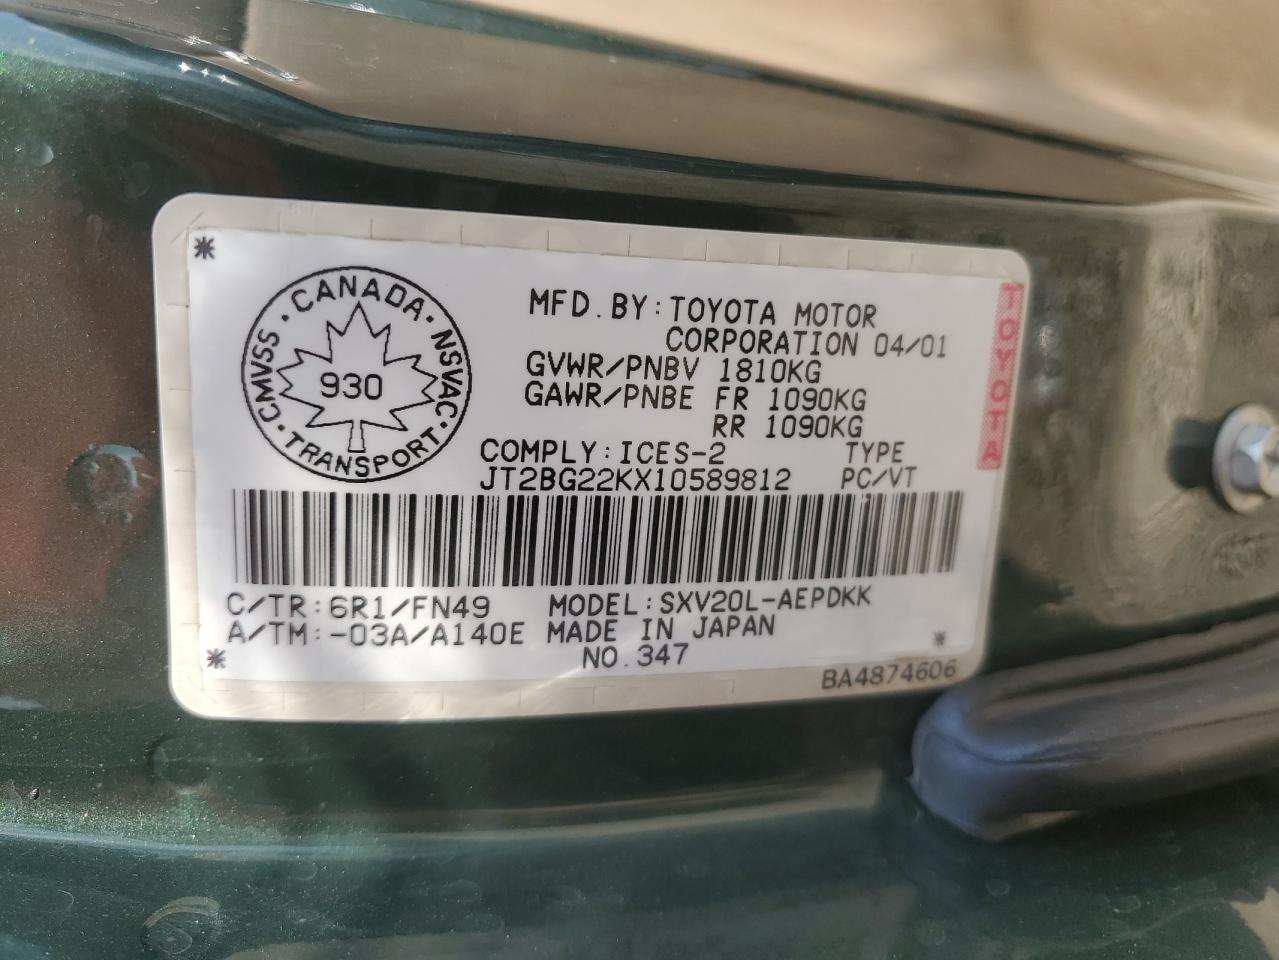 CANADA · NSVAC · TRANSPORT · CMVSS ·
930
MFD. BY: TOYOTA MOTOR
CORPORATION 04/01
GVWR/PNBV 1810KG
GAWR/PNBE FR 1090KG
RR 1090KG
COMPLY: ICES-2 TYPE
JT2BG22KX10589812 PC/VT
C/TR: 6R1/FN49 MODEL: SXV20L-AEPDKK
A/TM: -03A/A140E MADE IN JAPAN
NO. 347
BA4874606
TOYOTA